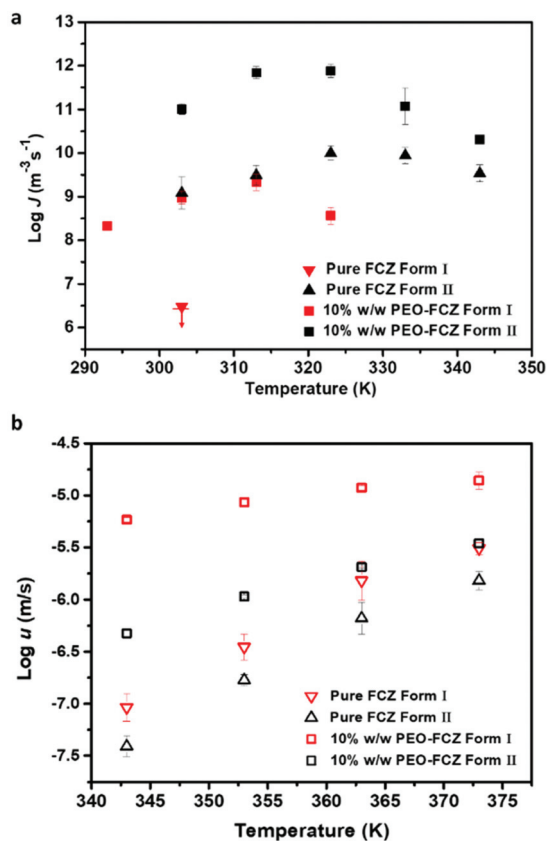 a
13
12
11
10
9
8
7
6
Log J (m⁻³ s⁻¹)
Pure FCZ Form I
Pure FCZ Form II
10% w/w PEO-FCZ Form I
10% w/w PEO-FCZ Form II
290 300 310 320 330 340 350
Temperature (K)
b
-4.5
-5.0
-5.5
-6.0
-6.5
-7.0
-7.5
Log u (m/s)
Pure FCZ Form I
Pure FCZ Form II
10% w/w PEO-FCZ Form I
10% w/w PEO-FCZ Form II
340 345 350 355 360 365 370 375
Temperature (K)